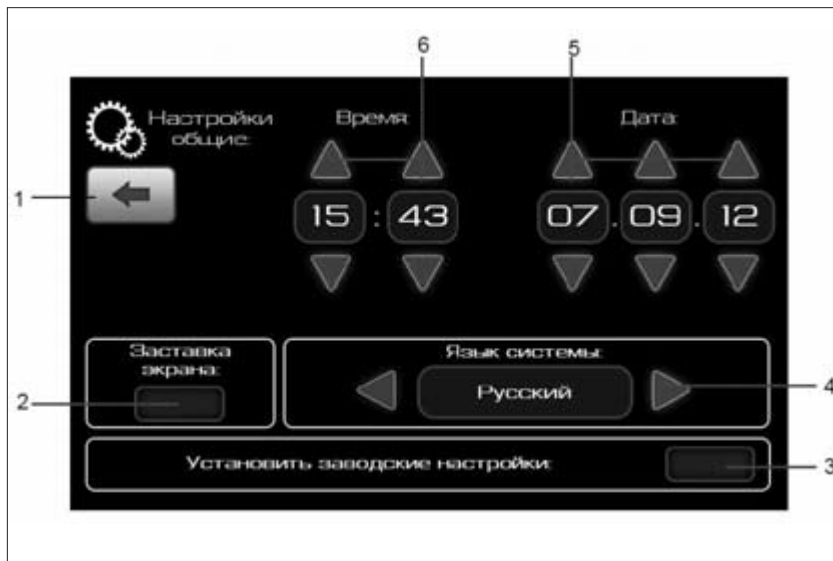 6 5
Настройки общие:
Время: Дата:
1
15 : 43 07 . 09 . 12
Заставка экрана:
2
Язык системы:
Русский
4
Установить заводские настройки:
3